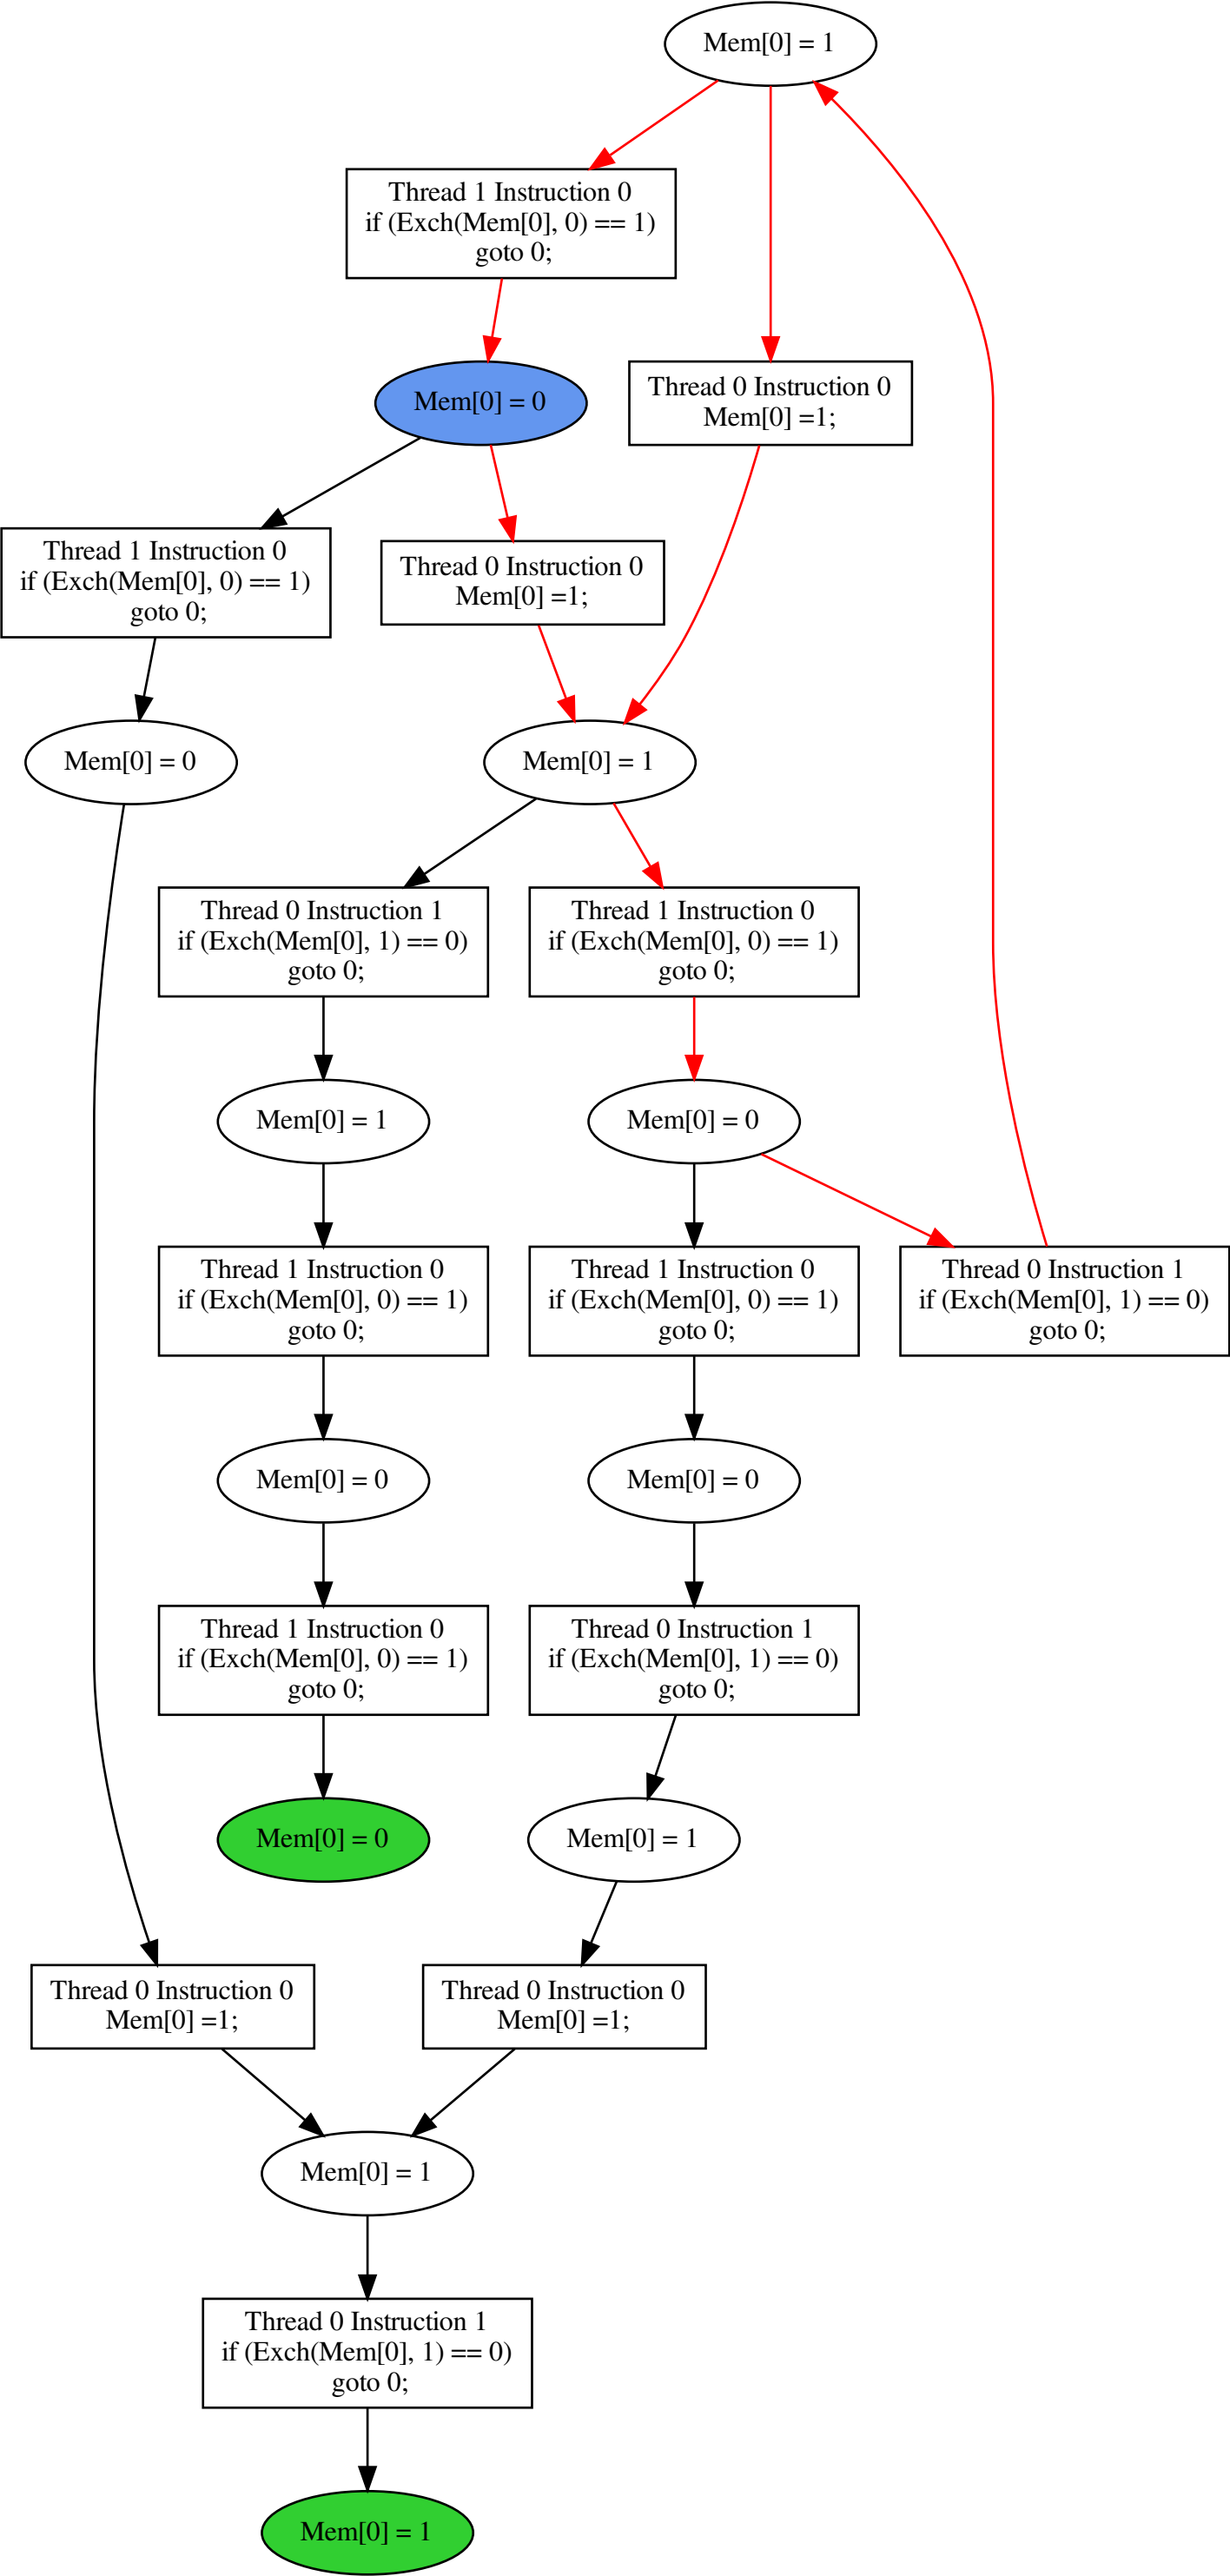 Mem[0] = 1
Thread 1 Instruction 0
if (Exch(Mem[0], 0) == 1)
goto 0;
Mem[0] = 0
Thread 0 Instruction 0
Mem[0] =1;
Thread 1 Instruction 0
if (Exch(Mem[0], 0) == 1)
goto 0;
Thread 0 Instruction 0
Mem[0] =1;
Mem[0] = 0
Mem[0] = 1
Thread 0 Instruction 1
if (Exch(Mem[0], 1) == 0)
goto 0;
Thread 1 Instruction 0
if (Exch(Mem[0], 0) == 1)
goto 0;
Mem[0] = 1
Mem[0] = 0
Thread 1 Instruction 0
if (Exch(Mem[0], 0) == 1)
goto 0;
Thread 1 Instruction 0
if (Exch(Mem[0], 0) == 1)
goto 0;
Thread 0 Instruction 1
if (Exch(Mem[0], 1) == 0)
goto 0;
Mem[0] = 0
Mem[0] = 0
Thread 1 Instruction 0
if (Exch(Mem[0], 0) == 1)
goto 0;
Thread 0 Instruction 1
if (Exch(Mem[0], 1) == 0)
goto 0;
Mem[0] = 0
Mem[0] = 1
Thread 0 Instruction 0
Mem[0] =1;
Thread 0 Instruction 0
Mem[0] =1;
Mem[0] = 1
Thread 0 Instruction 1
if (Exch(Mem[0], 1) == 0)
goto 0;
Mem[0] = 1